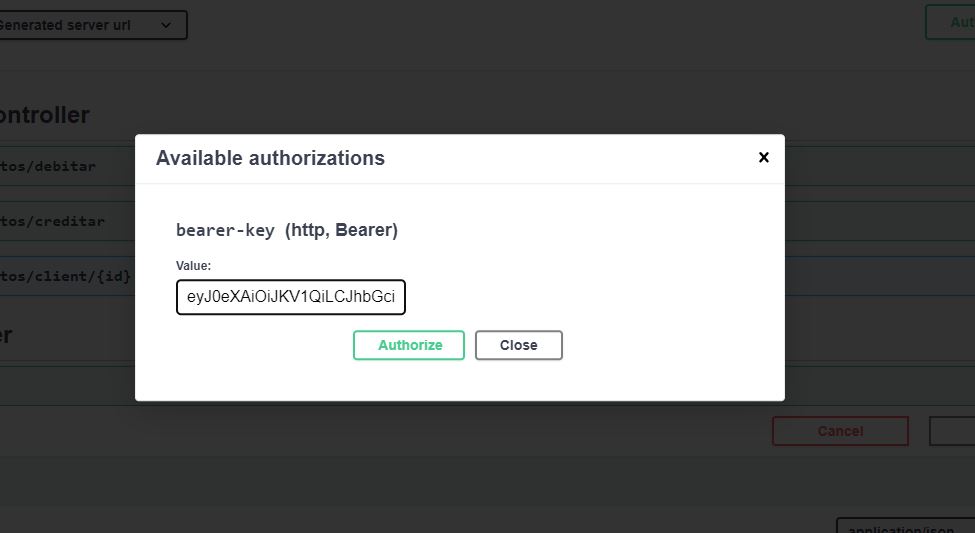 Generated server url
Aut
ontroller
tos/debitar
tos/creditar
tos/client/{id}
er
Available authorizations
×
bearer-key (http, Bearer)
Value:
eyJ0eXAiOiJKV1QiLCJhbGci
Authorize
Close
Cancel
application/json